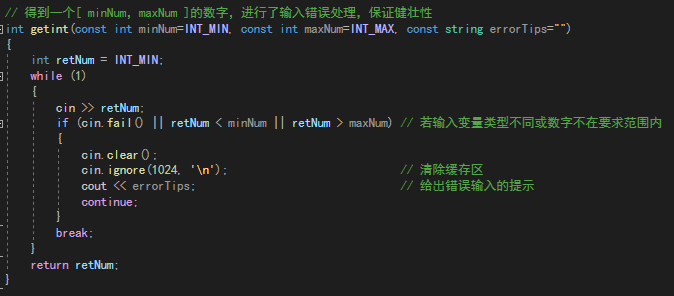 // 得到一个[ minNum, maxNum ]的数字，进行了输入错误处理，保证健壮性
int getint(const int minNum=INT_MIN, const int maxNum=INT_MAX, const string errorTips="")
{
    int retNum = INT_MIN;
    while (1)
    {
        cin >> retNum;
        if (cin.fail() || retNum < minNum || retNum > maxNum) // 若输入变量类型不同或数字不在要求范围内
        {
            cin.clear();
            cin.ignore(1024, '\n');                           // 清除缓存区
            cout << errorTips;                                // 给出错误输入的提示
            continue;
        }
        break;
    }
    return retNum;
}